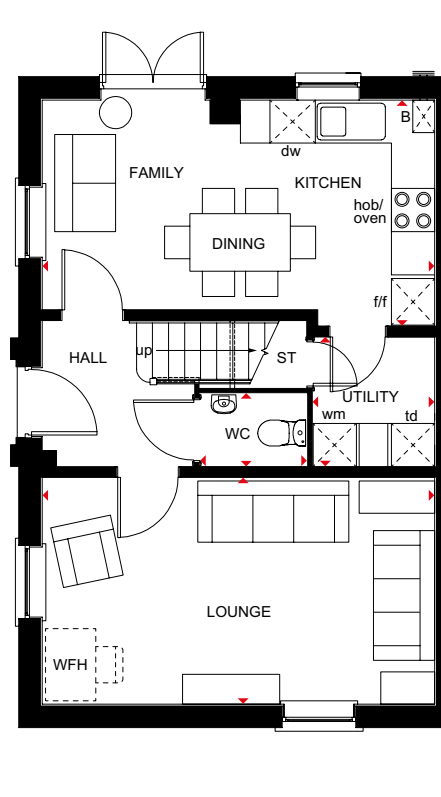 B
dw
FAMILY
KITCHEN
hob/
oven
DINING
f/f
up
HALL
ST
UTILITY
wm
td
WC
LOUNGE
WFH